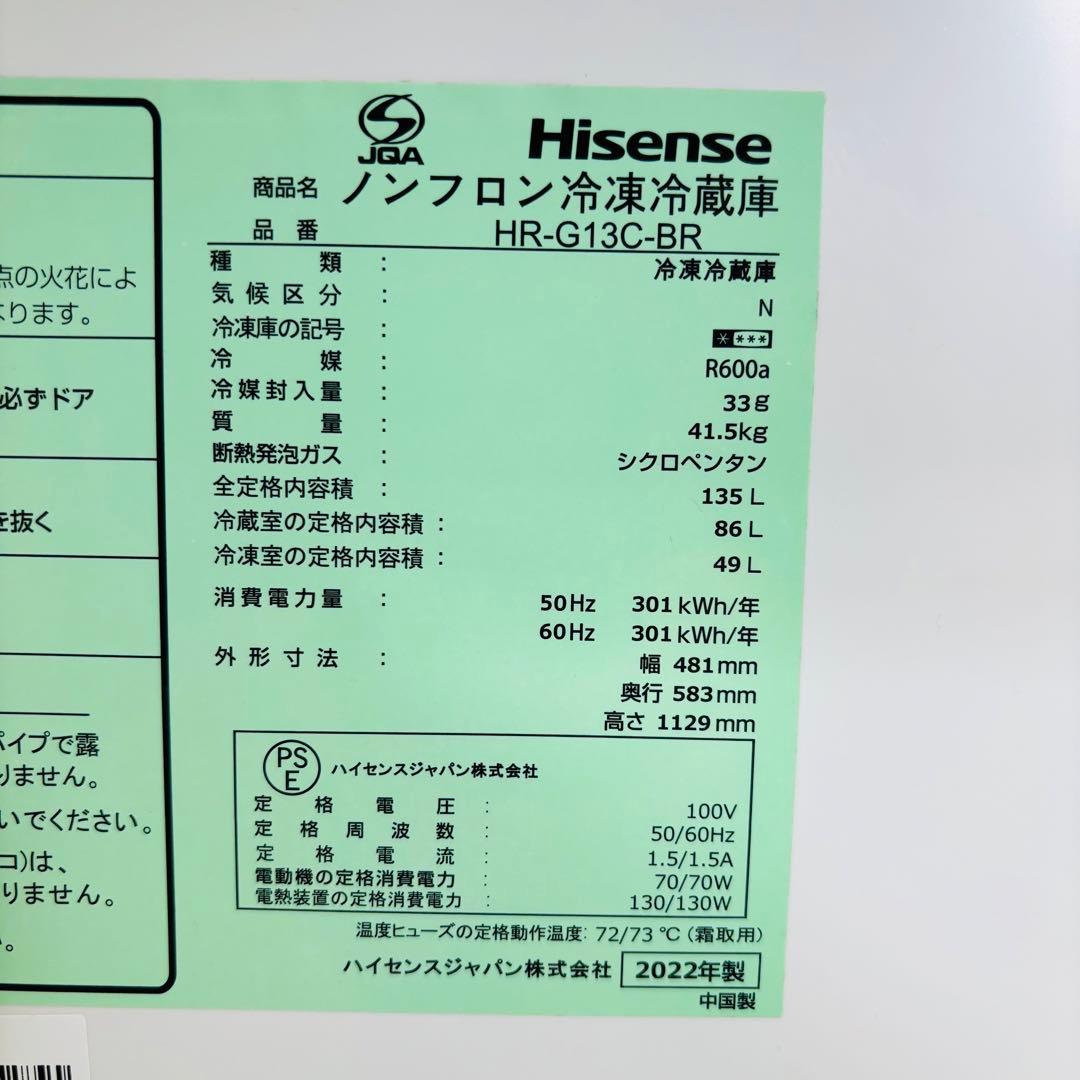 JQA
Hisense
商品名 ノンフロン冷凍冷蔵庫
品番 HR-G13C-BR
種類 : 冷凍冷蔵庫
気候区分 : N
冷凍庫の記号 : * ***
冷媒 : R600a
冷媒封入量 : 33g
質量 : 41.5kg
断熱発泡ガス : シクロペンタン
全定格内容積 : 135 L
冷蔵室の定格内容積 : 86 L
冷凍室の定格内容積 : 49 L
消費電力量 : 50Hz 301 kWh/年
60Hz 301 kWh/年
外形寸法 : 幅 481mm
奥行 583mm
高さ 1129mm
PSE ハイセンスジャパン株式会社
定格電圧 : 100V
定格周波数 : 50/60Hz
定格電流 : 1.5/1.5A
電動機の定格消費電力 : 70/70W
電熱装置の定格消費電力 : 130/130W
温度ヒューズの定格動作温度: 72/73 ℃ (霜取用)
ハイセンスジャパン株式会社 2022年製
中国製
点の火花によ
なります。
必ずドア
を抜く
パイプで露
りません。
いでください。
コ)は、
りません。
い。